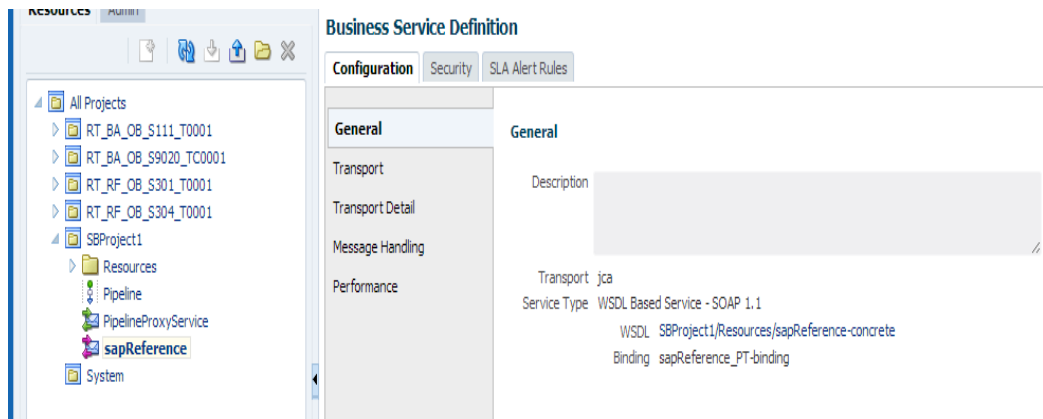 Resources Admin
All Projects
RT_BA_OB_S111_T0001
RT_BA_OB_S9020_TC0001
RT_RF_OB_S301_T0001
RT_RF_OB_S304_T0001
SBProject1
Resources
Pipeline
PipelineProxyService
sapReference
System
Business Service Definition
Configuration Security SLA Alert Rules
General
Transport
Transport Detail
Message Handling
Performance
General
Description
Transport jca
Service Type WSDL Based Service - SOAP 1.1
WSDL SBProject1/Resources/sapReference-concrete
Binding sapReference_PT-binding